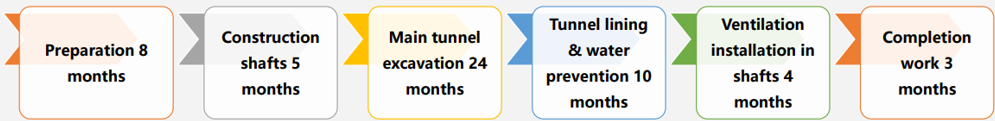 Preparation 8
months
Construction
shafts 5
months
Main tunnel
excavation 24
months
Tunnel lining
& water
prevention 10
months
Ventilation
installation in
shafts 4
months
Completion
work 3
months